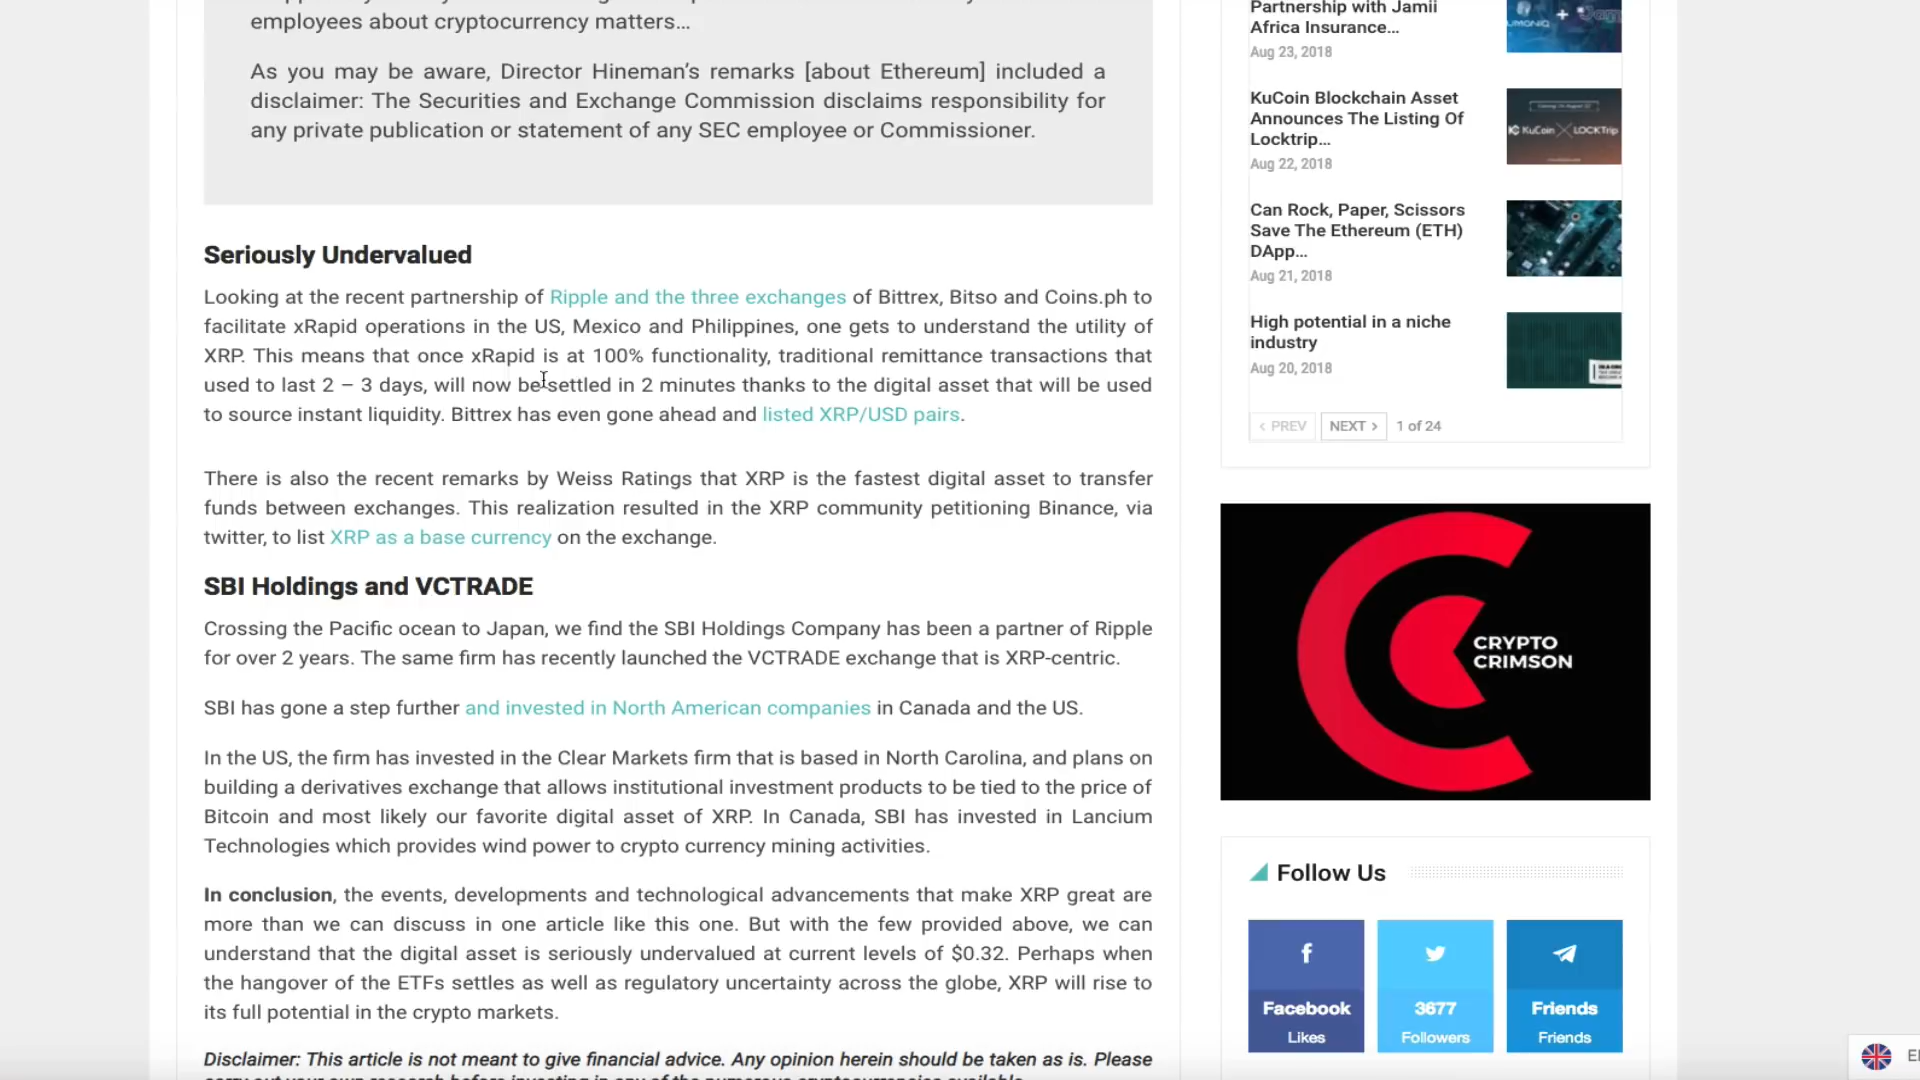 employees about cryptocurrency matters…
As you may be aware, Director Hineman’s remarks [about Ethereum] included a
disclaimer: The Securities and Exchange Commission disclaims responsibility for
any private publication or statement of any SEC employee or Commissioner.
Seriously Undervalued
Looking at the recent partnership of Ripple and the three exchanges of Bittrex, Bitso and Coins.ph to
facilitate xRapid operations in the US, Mexico and Philippines, one gets to understand the utility of
XRP. This means that once xRapid is at 100% functionality, traditional remittance transactions that
used to last 2 – 3 days, will now be settled in 2 minutes thanks to the digital asset that will be used
to source instant liquidity. Bittrex has even gone ahead and listed XRP/USD pairs.
There is also the recent remarks by Weiss Ratings that XRP is the fastest digital asset to transfer
funds between exchanges. This realization resulted in the XRP community petitioning Binance, via
twitter, to list XRP as a base currency on the exchange.
SBI Holdings and VCTRADE
Crossing the Pacific ocean to Japan, we find the SBI Holdings Company has been a partner of Ripple
for over 2 years. The same firm has recently launched the VCTRADE exchange that is XRP-centric.
SBI has gone a step further and invested in North American companies in Canada and the US.
In the US, the firm has invested in the Clear Markets firm that is based in North Carolina, and plans on
building a derivatives exchange that allows institutional investment products to be tied to the price of
Bitcoin and most likely our favorite digital asset of XRP. In Canada, SBI has invested in Lancium
Technologies which provides wind power to crypto currency mining activities.
In conclusion, the events, developments and technological advancements that make XRP great are
more than we can discuss in one article like this one. But with the few provided above, we can
understand that the digital asset is seriously undervalued at current levels of $0.32. Perhaps when
the hangover of the ETFs settles as well as regulatory uncertainty across the globe, XRP will rise to
its full potential in the crypto markets.
Disclaimer: This article is not meant to give financial advice. Any opinion herein should be taken as is. Please
carry out your own research before investing in any of the numerous cryptocurrencies available.
Partnership with Jamii
Africa Insurance…
Aug 23, 2018
KuCoin Blockchain Asset
Announces The Listing Of
Locktrip…
Aug 22, 2018
KuCoin LOCKTrip
Can Rock, Paper, Scissors
Save The Ethereum (ETH)
DApp…
Aug 21, 2018
High potential in a niche
industry
Aug 20, 2018
PREV
NEXT
1 of 24
CRYPTO
CRIMSON
Follow Us
Facebook
Likes
3677
Followers
Friends
Friends